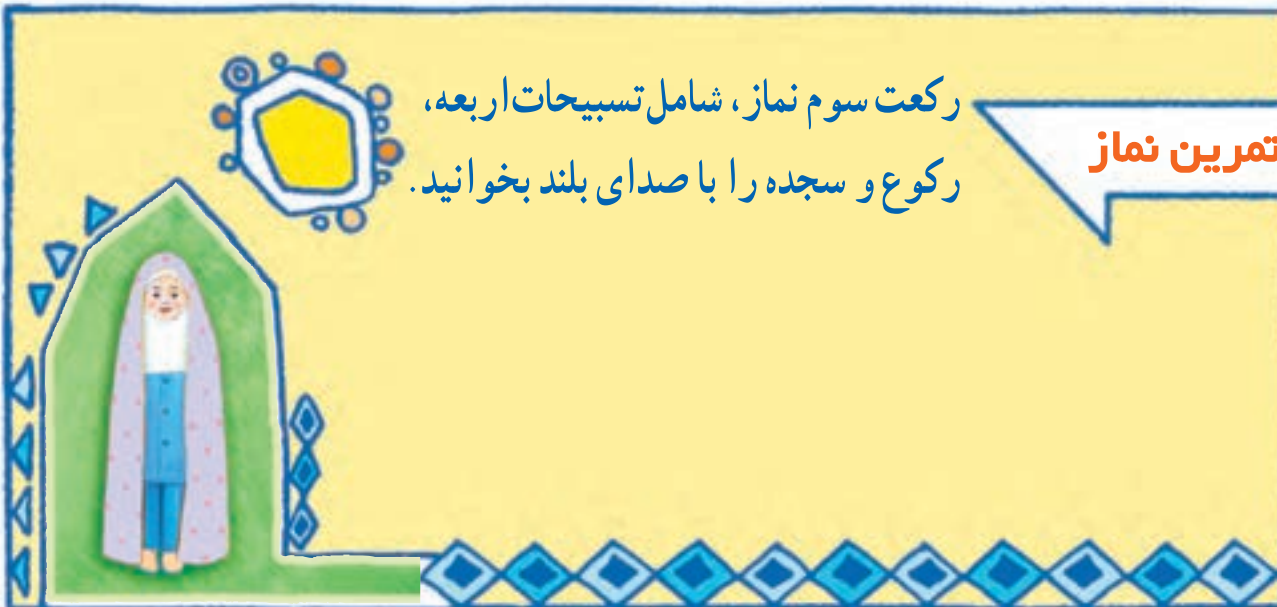 تمرین نماز
رکعت سوم نماز، شامل تسبیحات اربعه،
رکوع و سجده را با صدای بلند بخوانید.